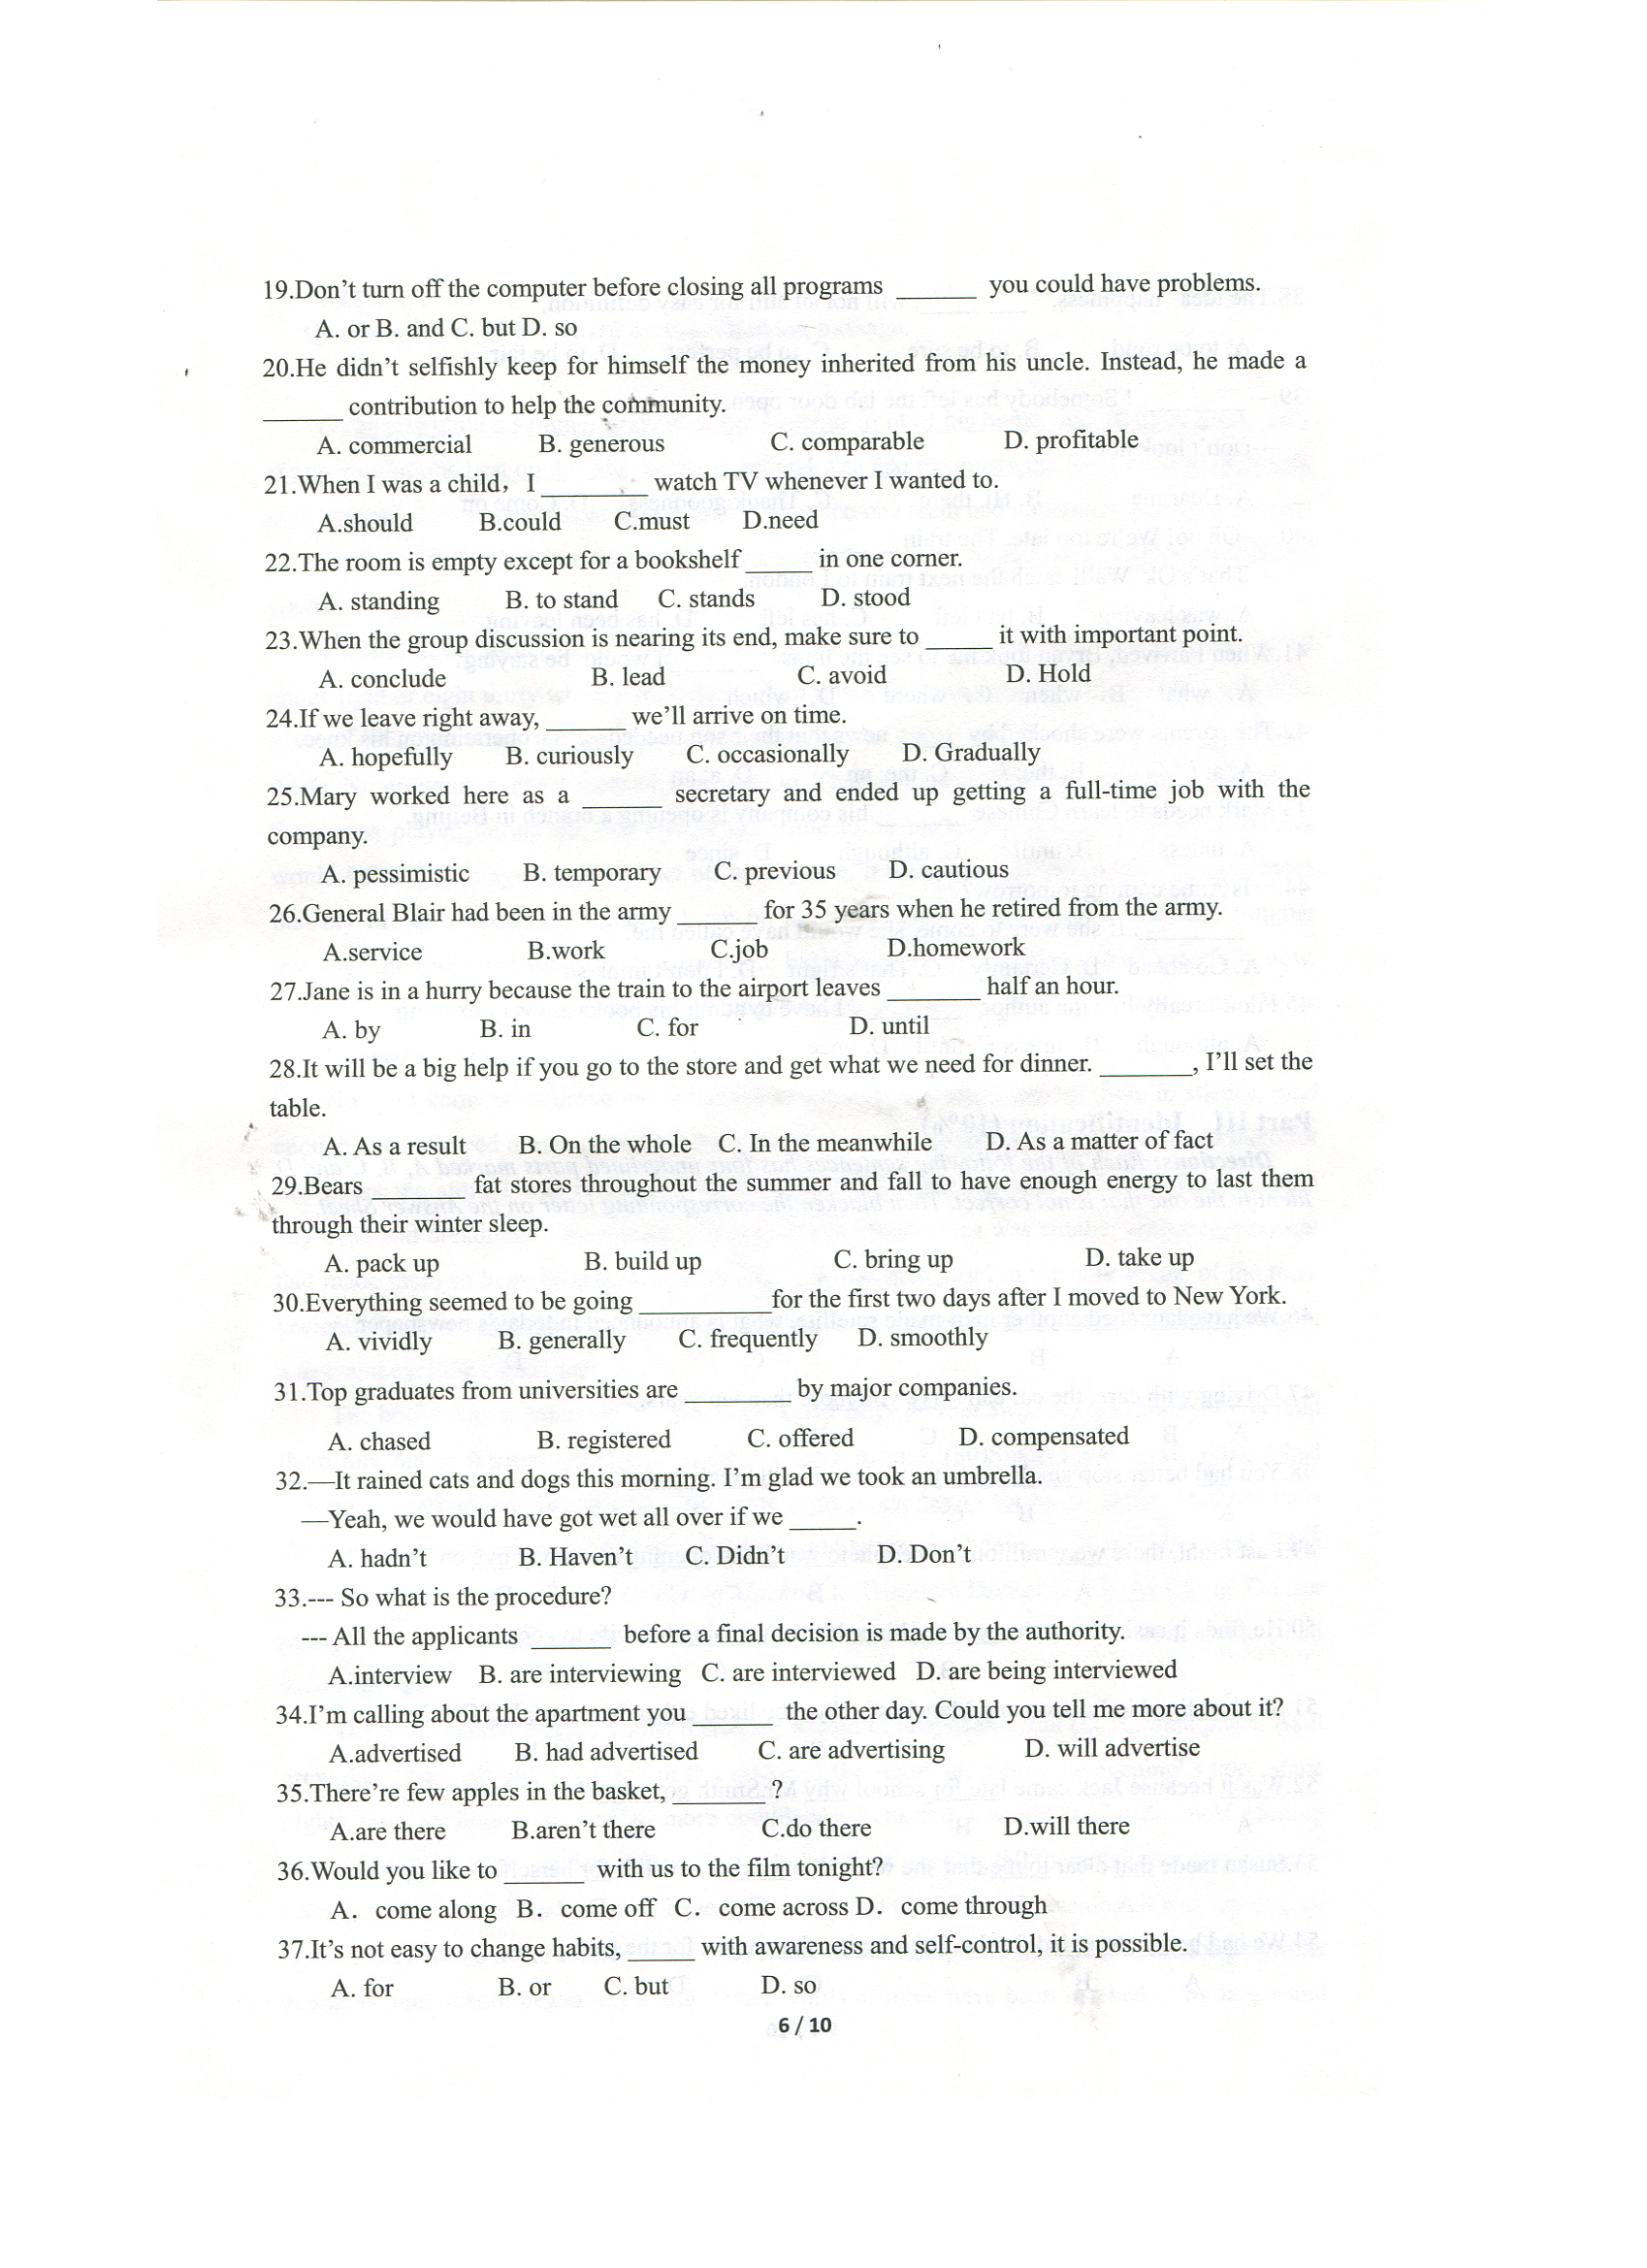 19.Don’t turn off the computer before closing all programs ______ you could have problems.
A. or B. and C. but D. so
20.He didn’t selfishly keep for himself the money inherited from his uncle. Instead, he made a
______ contribution to help the community.
A. commercial B. generous C. comparable D. profitable
21.When I was a child，I ________ watch TV whenever I wanted to.
A.should B.could C.must D.need
22.The room is empty except for a bookshelf _____ in one corner.
A. standing B. to stand C. stands D. stood
23.When the group discussion is nearing its end, make sure to _____ it with important point.
A. conclude B. lead C. avoid D. Hold
24.If we leave right away, ______ we’ll arrive on time.
A. hopefully B. curiously C. occasionally D. Gradually
25.Mary worked here as a ______ secretary and ended up getting a full-time job with the
company.
A. pessimistic B. temporary C. previous D. cautious
26.General Blair had been in the army ______ for 35 years when he retired from the army.
A.service B.work C.job D.homework
27.Jane is in a hurry because the train to the airport leaves _______ half an hour.
A. by B. in C. for D. until
28.It will be a big help if you go to the store and get what we need for dinner. _______, I’ll set the
table.
A. As a result B. On the whole C. In the meanwhile D. As a matter of fact
29.Bears _______ fat stores throughout the summer and fall to have enough energy to last them
through their winter sleep.
A. pack up B. build up C. bring up D. take up
30.Everything seemed to be going __________for the first two days after I moved to New York.
A. vividly B. generally C. frequently D. smoothly
31.Top graduates from universities are ________ by major companies.
A. chased B. registered C. offered D. compensated
32.—It rained cats and dogs this morning. I’m glad we took an umbrella.
—Yeah, we would have got wet all over if we _____.
A. hadn’t B. Haven’t C. Didn’t D. Don’t
33.--- So what is the procedure?
--- All the applicants ______ before a final decision is made by the authority.
A.interview B. are interviewing C. are interviewed D. are being interviewed
34.I’m calling about the apartment you ______ the other day. Could you tell me more about it?
A.advertised B. had advertised C. are advertising D. will advertise
35.There’re few apples in the basket, _______ ?
A.are there B.aren’t there C.do there D.will there
36.Would you like to ______ with us to the film tonight?
A．come along B．come off C．come across D．come through
37.It’s not easy to change habits, _____ with awareness and self-control, it is possible.
A. for B. or C. but D. so
6 / 10